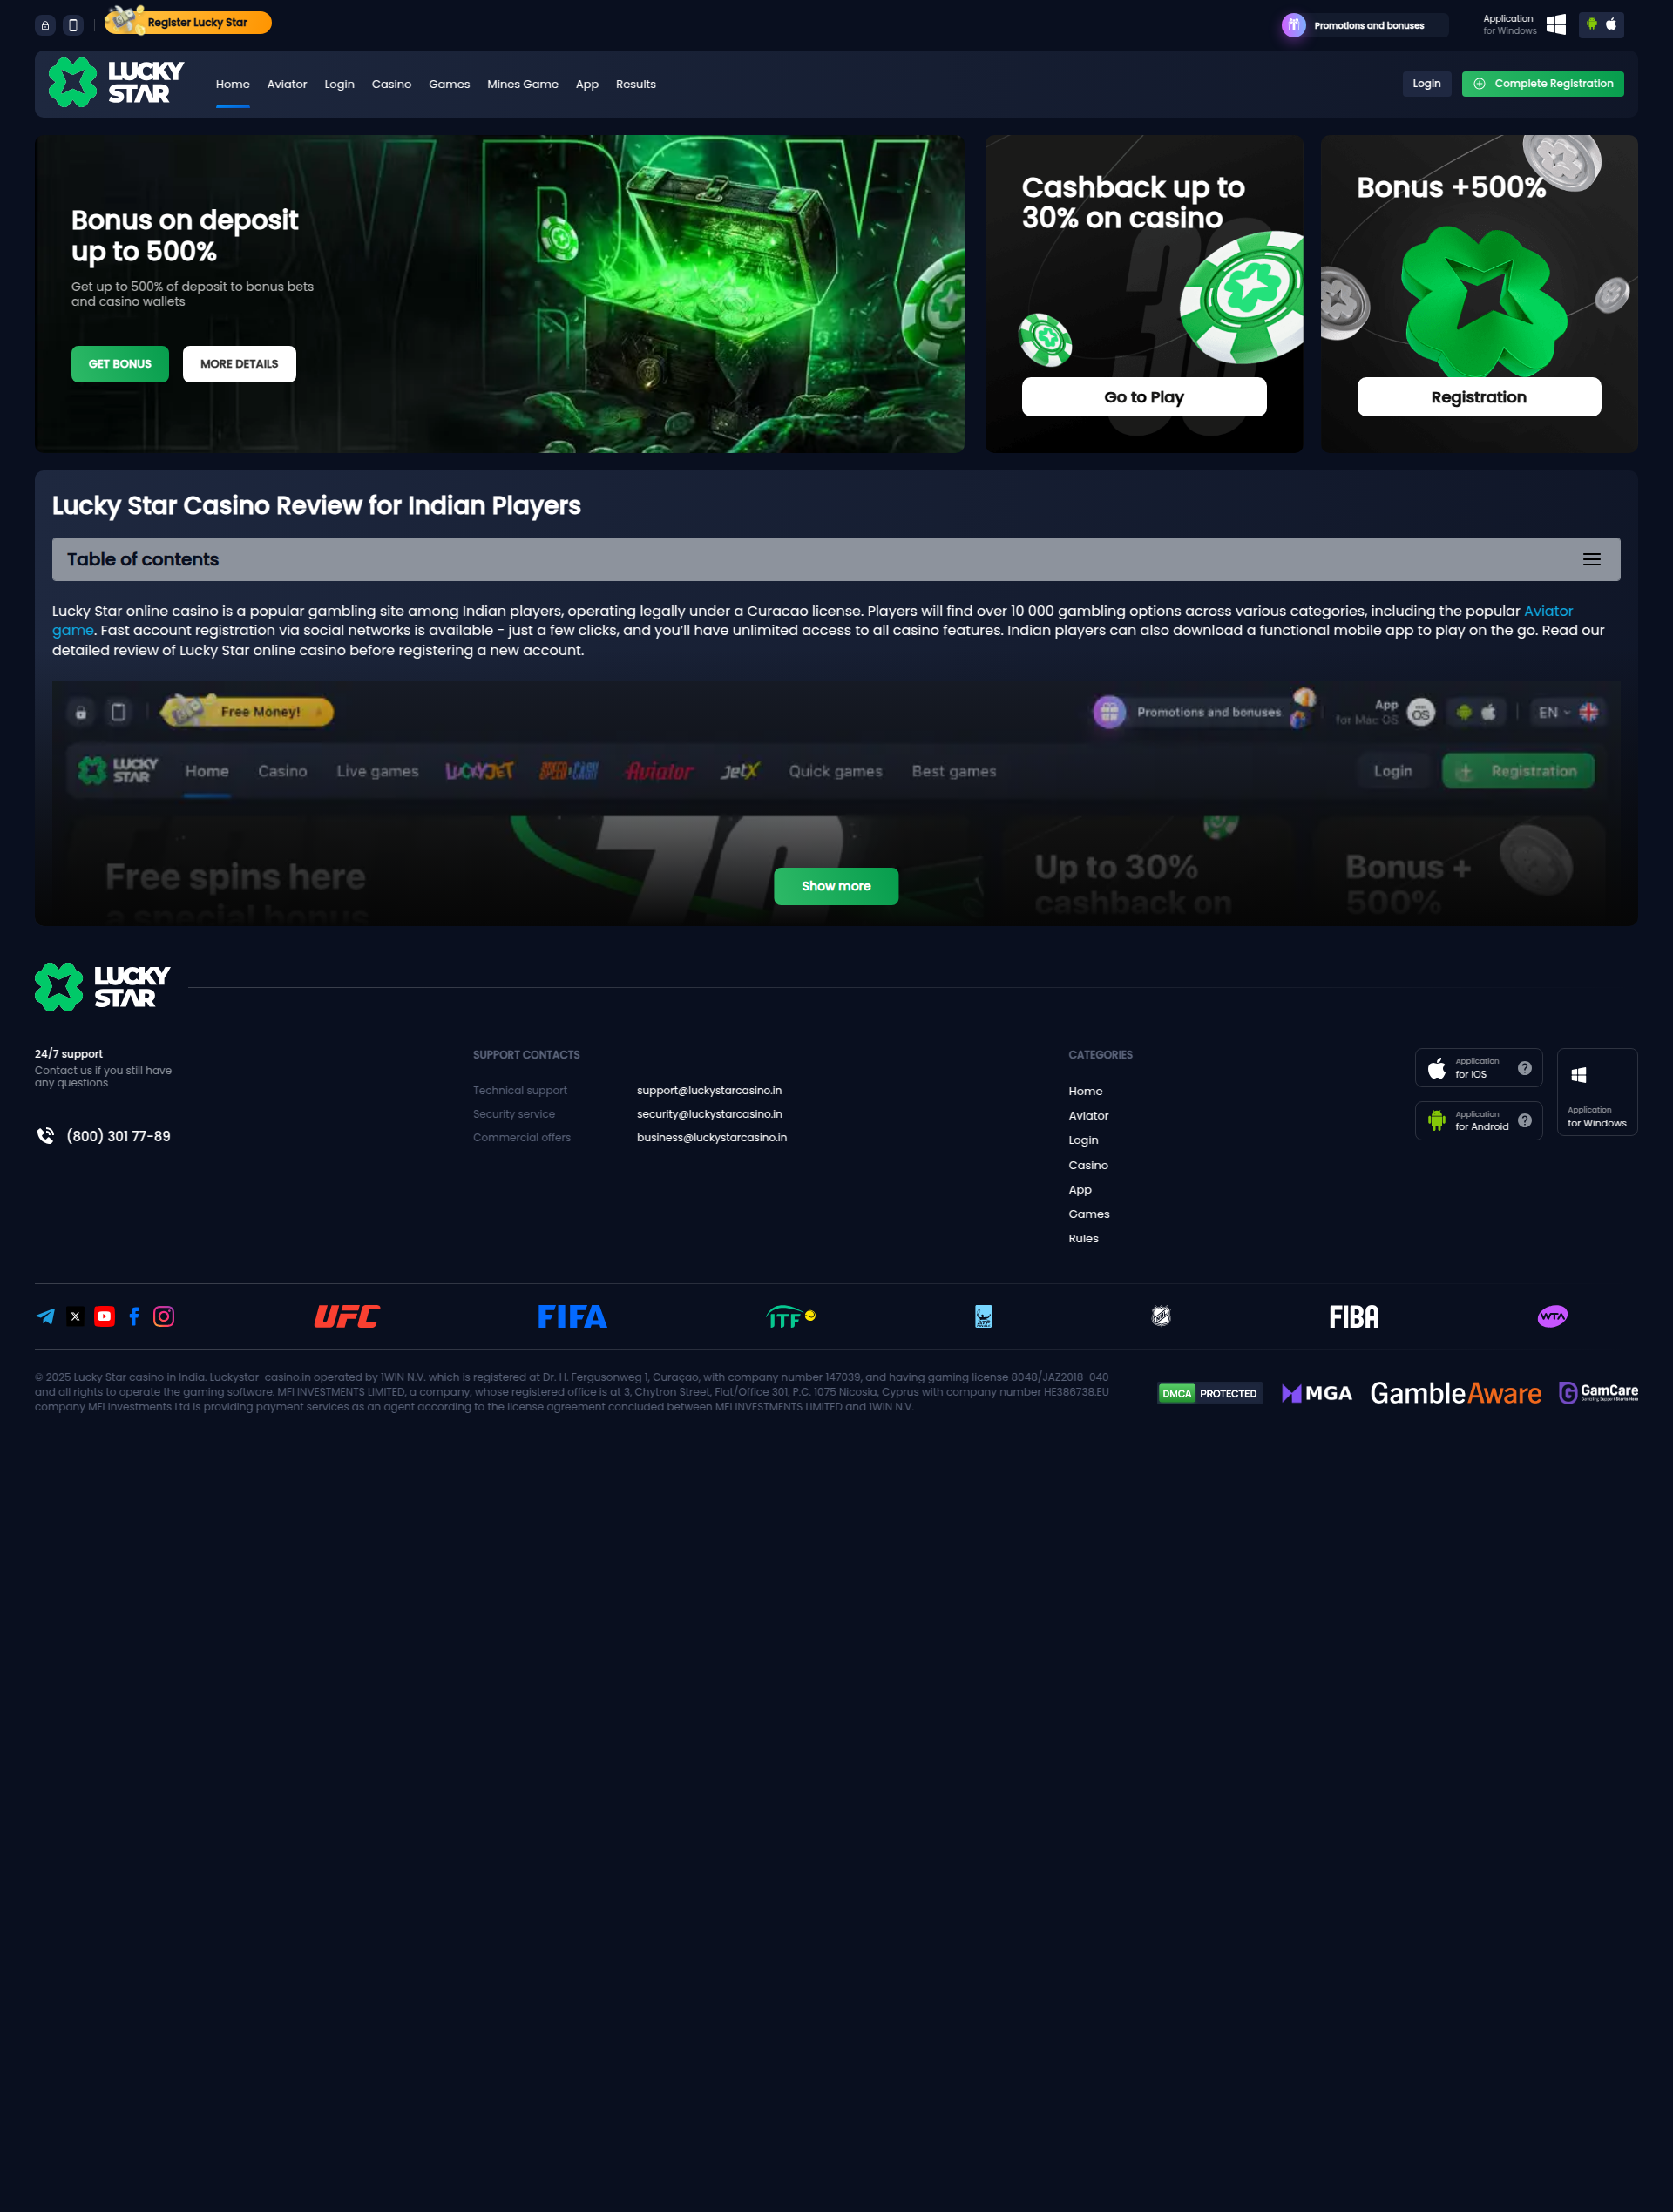 Register Lucky Star
Promotions and bonuses
Application
for Windows
LUCKY
STAR
Home Aviator Login Casino Games Mines Game App Results
Login
Complete Registration
Bonus on deposit
up to 500%
Get up to 500% of deposit to bonus bets
and casino wallets
GET BONUS
MORE DETAILS
Cashback up to
30% on casino
30
Go to Play
Bonus +500%
Registration
Lucky Star Casino Review for Indian Players
Table of contents
Lucky Star online casino is a popular gambling site among Indian players, operating legally under a Curacao license. Players will find over 10 000 gambling options across various categories, including the popular Aviator
game. Fast account registration via social networks is available - just a few clicks, and you’ll have unlimited access to all casino features. Indian players can also download a functional mobile app to play on the go. Read our
detailed review of Lucky Star online casino before registering a new account.
Free Money!
Promotions and bonuses
App
for Mac OS
OS
EN
LUCKY
STAR
Home Casino Live games LUCKYJET SPEED&CASH Aviator JetX Quick games Best games
Login
Registration
Free spins here
a special bonus
70
Up to 30%
cashback on
Bonus +
500%
Show more
LUCKY
STAR
24/7 support
Contact us if you still have
any questions
(800) 301 77-89
SUPPORT CONTACTS
Technical support support@luckystarcasino.in
Security service security@luckystarcasino.in
Commercial offers business@luckystarcasino.in
CATEGORIES
Home
Aviator
Login
Casino
App
Games
Rules
Application
for iOS
?
Application
for Android
?
Application
for Windows
UFC FIFA ITF ATP FIBA WTA
© 2025 Lucky Star casino in India. Luckystar-casino.in operated by 1WIN N.V. which is registered at Dr. H. Fergusonweg 1, Curaçao, with company number 147039, and having gaming license 8048/JAZ2018-040
and all rights to operate the gaming software. MFI INVESTMENTS LIMITED, a company, whose registered office is at 3, Chytron Street, Flat/Office 301, P.C. 1075 Nicosia, Cyprus with company number HE386738.EU
company MFI Investments Ltd is providing payment services as an agent according to the license agreement concluded between MFI INVESTMENTS LIMITED and 1WIN N.V.
DMCA PROTECTED
MGA
GambleAware
GamCare